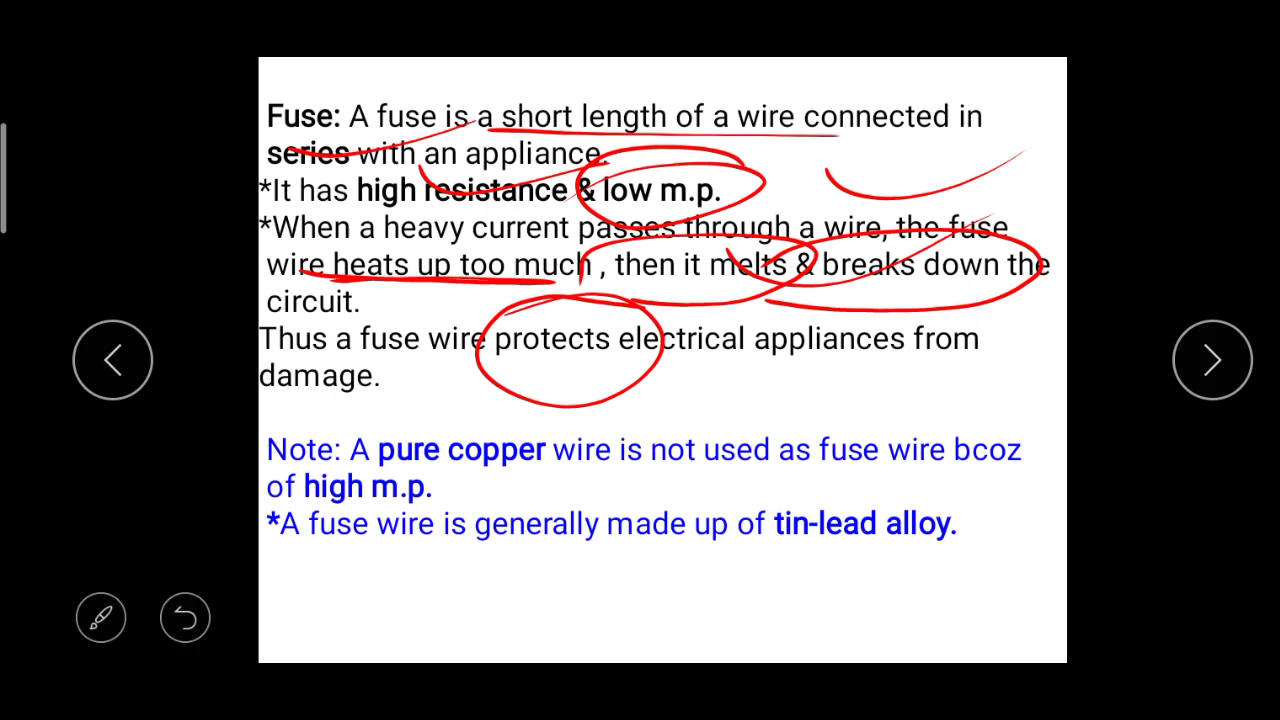 Fuse: A fuse is a short length of a wire connected in
series with an appliance.
*It has high resistance & low m.p.
*When a heavy current passes through a wire, the fuse
wire heats up too much , then it melts & breaks down the
circuit.
Thus a fuse wire protects electrical appliances from
damage.
Note: A pure copper wire is not used as fuse wire bcoz
of high m.p.
*A fuse wire is generally made up of tin-lead alloy.